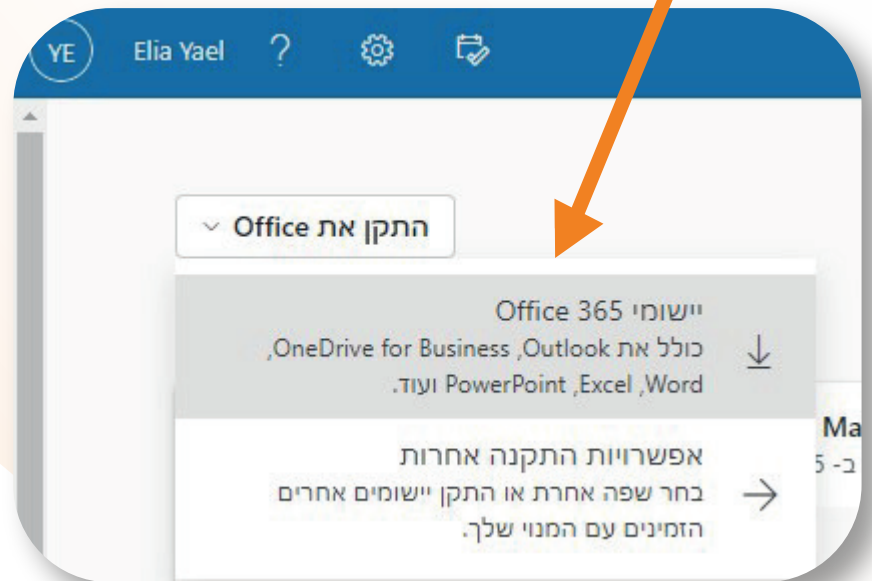 YE Elia Yael ?
התקן את Office
יישומי Office 365
כולל את OneDrive for Business ,Outlook,
PowerPoint ,Excel ,Word ועוד.
אפשרויות התקנה אחרות
בחר שפה אחרת או התקן יישומים אחרים
הזמינים עם המנוי שלך.
Ma
ב- 5